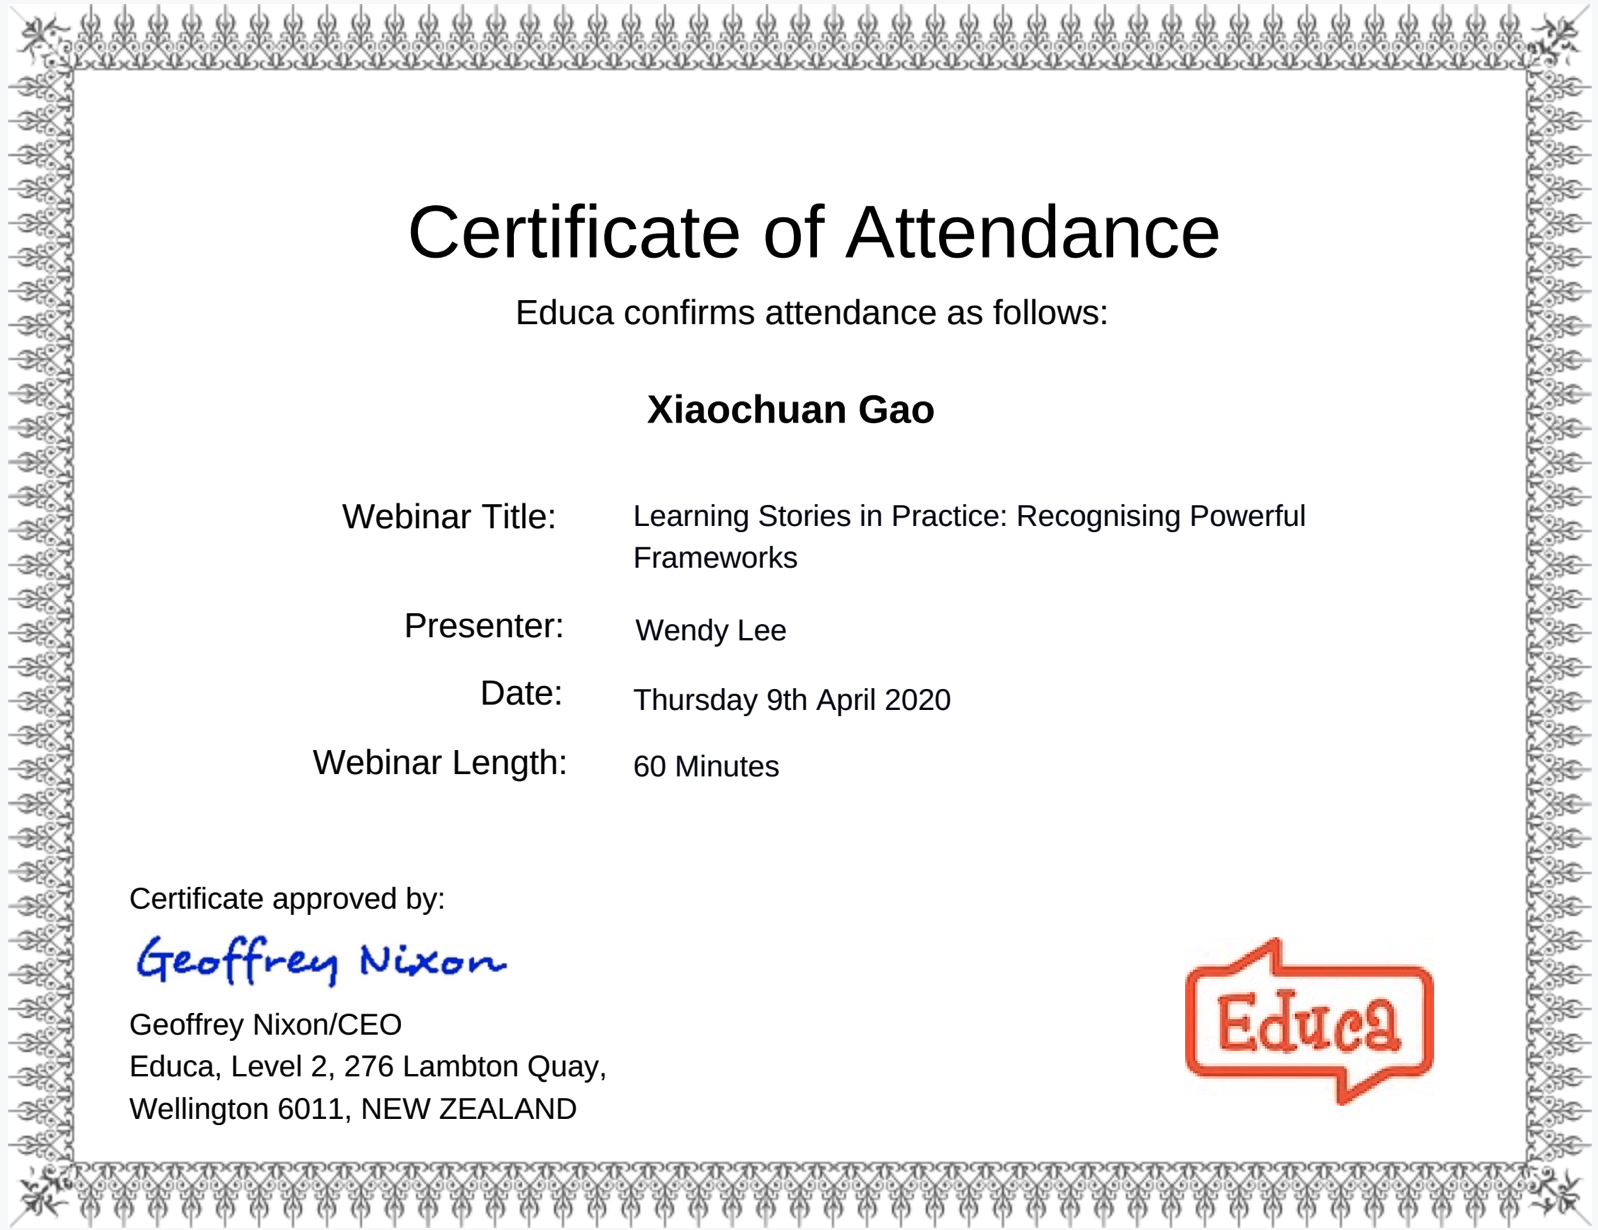 Certificate of Attendance
Educa confirms attendance as follows:
Xiaochuan Gao
Webinar Title: Learning Stories in Practice: Recognising Powerful
Frameworks
Presenter: Wendy Lee
Date: Thursday 9th April 2020
Webinar Length: 60 Minutes
Certificate approved by:
Geoffrey Nixon
Geoffrey Nixon/CEO
Educa, Level 2, 276 Lambton Quay,
Wellington 6011, NEW ZEALAND
Educa